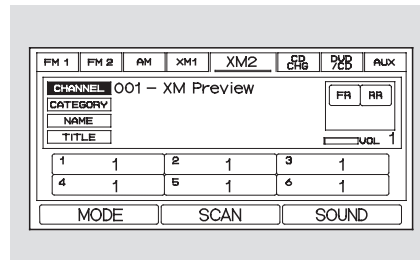 FM 1 FM 2 AM XM1 XM2 CD CHG DVD /CD AUX
CHANNEL 001 – XM Preview
FR RR
CATEGORY
NAME
TITLE
VOL 1
1 1 2 1 3 1
4 1 5 1 6 1
MODE SCAN SOUND